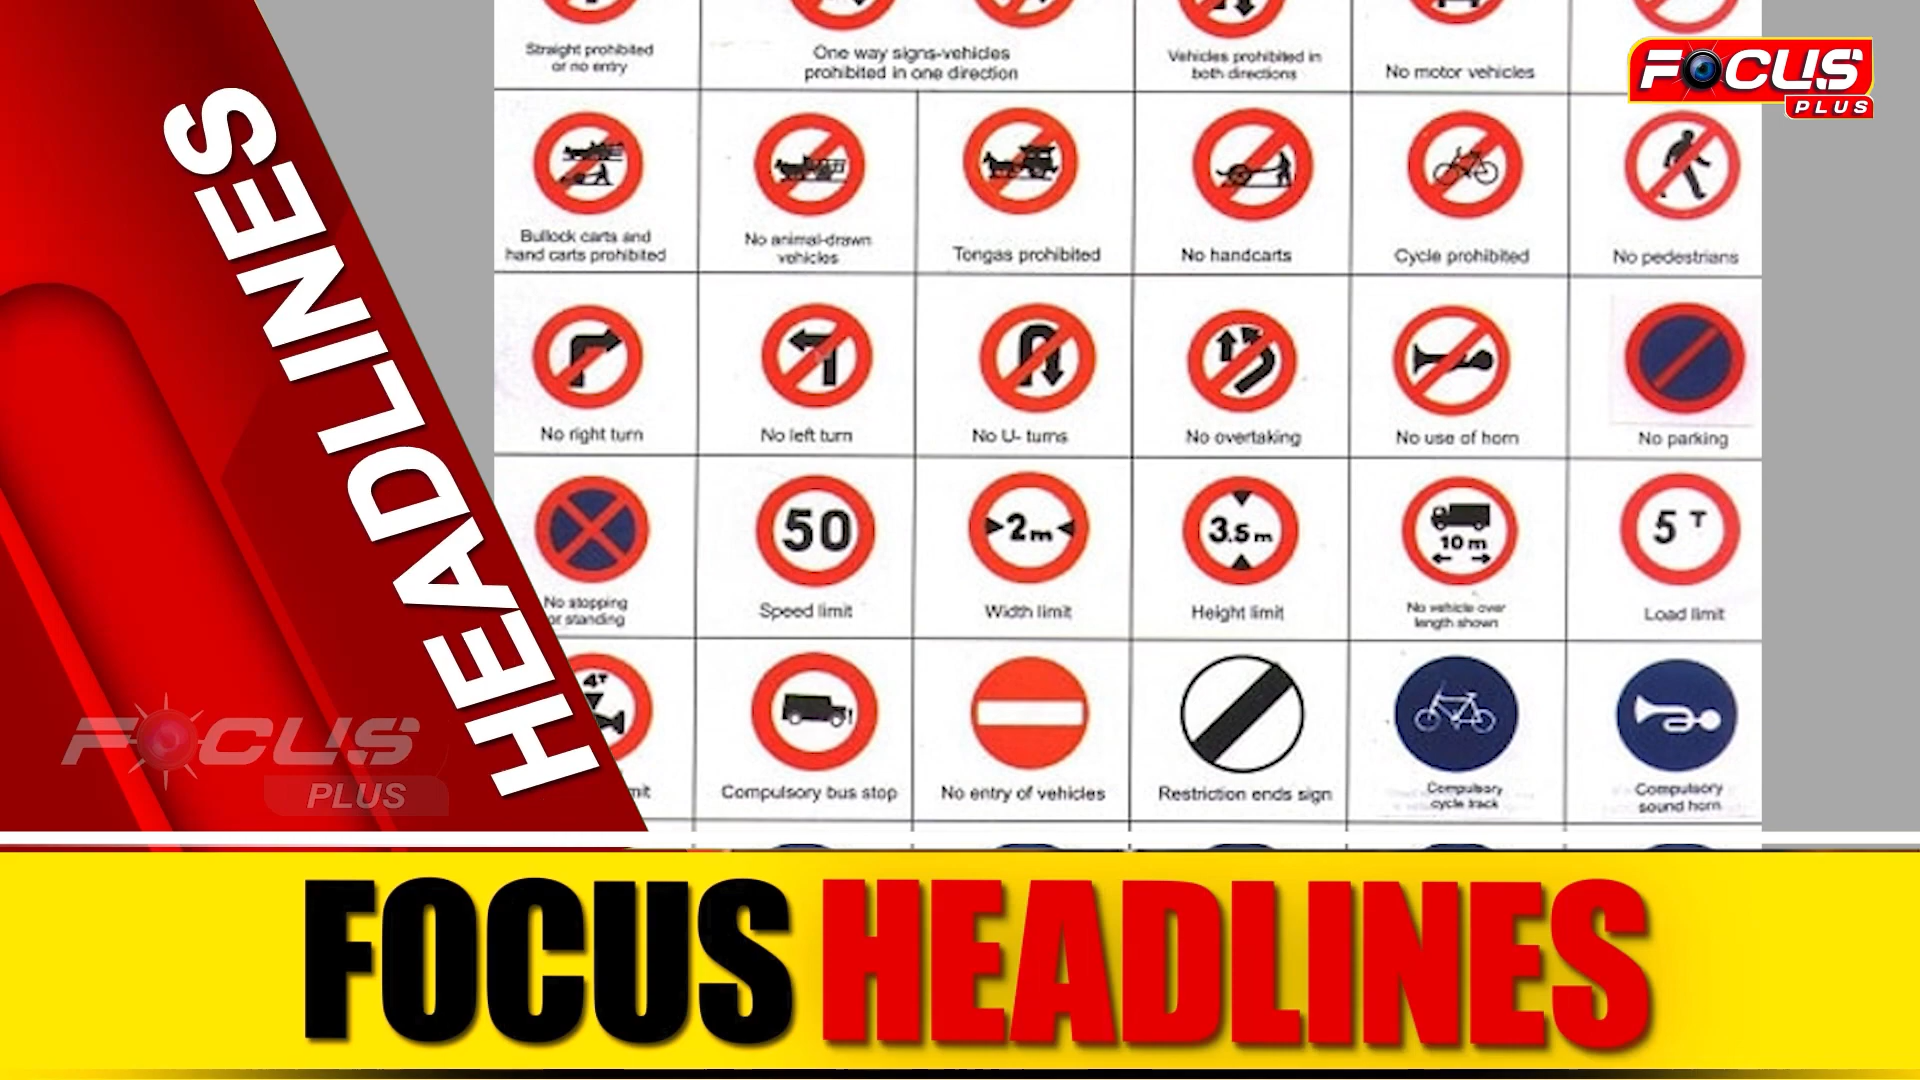 Straight prohibited
or no entry
One way signs-vehicles
prohibited in one direction
Vehicles prohibited in
both directions
No motor vehicles
FOCUS
PLUS
Bullock carts and
hand carts prohibited
No animal-drawn
vehicles
Tongas prohibited
No handcarts
Cycle prohibited
No pedestrians
No right turn
No left turn
No U- turns
No overtaking
No use of horn
No parking
50
2m
3.5m
10 m
5 T
No stopping
or standing
Speed limit
Width limit
Height limit
No vehicle over
length shown
Load limit
4T
mit
Compulsory bus stop
No entry of vehicles
Restriction ends sign
Compulsory
cycle track
Compulsory
sound horn
HEADLINES
FOCUS
PLUS
FOCUS HEADLINES